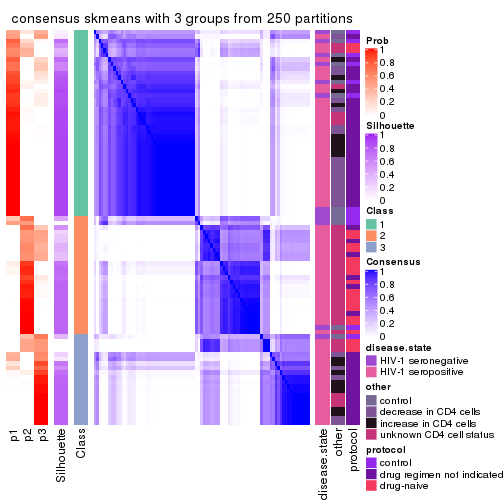 consensus skmeans with 3 groups from 250 partitions
Prob
1
0.8
0.6
0.4
0.2
0
Silhouette
1
0.8
0.6
0.4
0.2
0
Class
1
2
3
Consensus
1
0.8
0.6
0.4
0.2
0
disease.state
HIV-1 seronegative
HIV-1 seropositive
other
control
decrease in CD4 cells
increase in CD4 cells
unknown CD4 cell status
protocol
control
drug regimen not indicated
drug-naive
p1
p2
p3
Silhouette
Class
disease.state
other
protocol